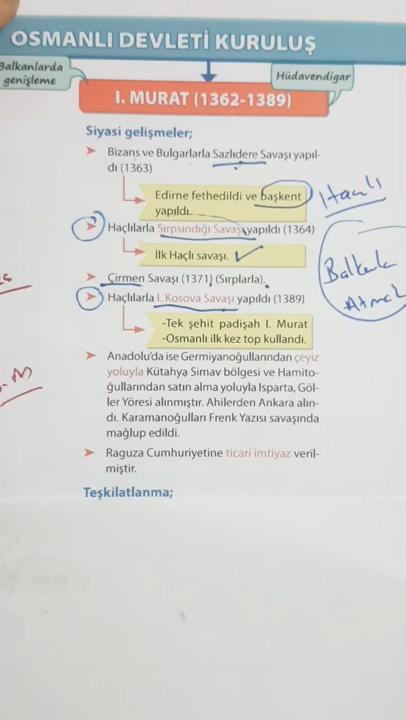 OSMANLI DEVLETİ KURULUŞ
Balkanlarda
genişleme
Hüdavendigar
I. MURAT (1362-1389)
Siyasi gelişmeler;
Bizans ve Bulgarlarla Sazlıdere Savaşı yapıl-
dı (1363)
Edirne fethedildi ve başkent
yapıldı.
Haçlılarla Sırpsındığı Savaşı yapıldı (1364)
İlk Haçlı savaşı.
Çirmen Savaşı (1371) (Sırplarla).
Haçlılarla I. Kosova Savaşı yapıldı (1389)
-Tek şehit padişah I. Murat
-Osmanlı ilk kez top kullandı.
Anadolu'da ise Germiyanoğullarından çeyiz
yoluyla Kütahya Simav bölgesi ve Hamito-
ğullarından satın alma yoluyla Isparta, Göl-
ler Yöresi alınmıştır. Ahilerden Ankara alın-
dı. Karamanoğulları Frenk Yazısı savaşında
mağlup edildi.
Raguza Cumhuriyetine ticari imtiyaz veril-
miştir.
Teşkilatlanma;
Haçlı